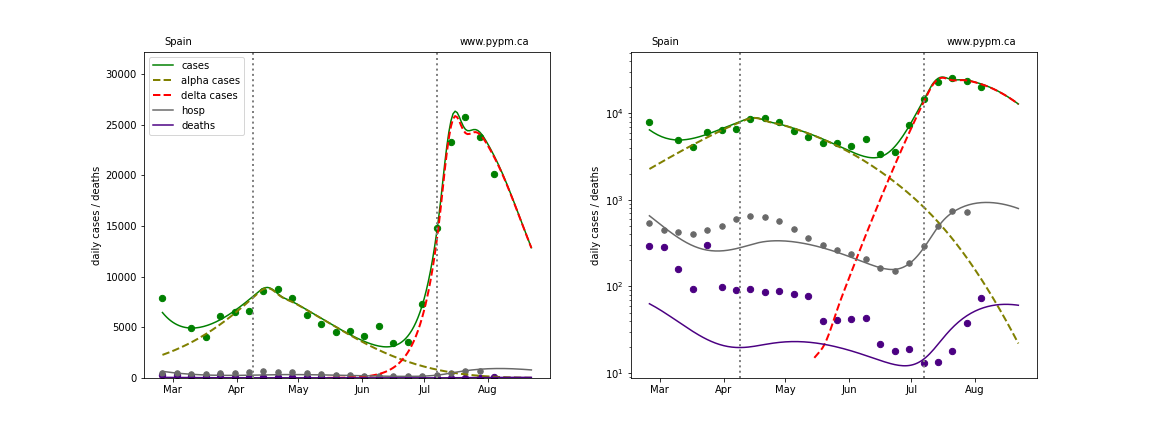 Spain
www.pypm.ca
30000
25000
20000
15000
10000
5000
0
daily cases / deaths
cases
alpha cases
delta cases
hosp
deaths
Mar
Apr
May
Jun
Jul
Aug
Spain
www.pypm.ca
10⁴
10³
10²
10¹
daily cases / deaths
Mar
Apr
May
Jun
Jul
Aug